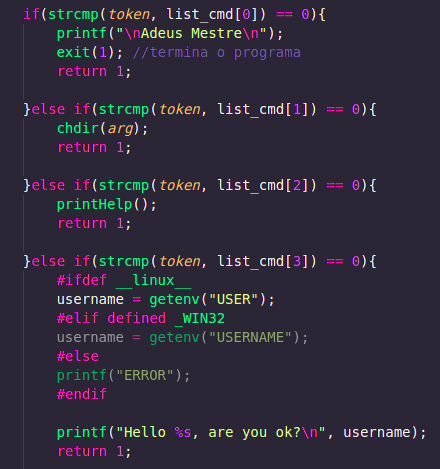 if(strcmp(token, list_cmd[0]) == 0){
printf("\nAdeus Mestre\n");
exit(1); //termina o programa
return 1;
}else if(strcmp(token, list_cmd[1]) == 0){
chdir(arg);
return 1;
}else if(strcmp(token, list_cmd[2]) == 0){
printHelp();
return 1;
}else if(strcmp(token, list_cmd[3]) == 0){
#ifdef __linux__
username = getenv("USER");
#elif defined _WIN32
username = getenv("USERNAME");
#else
printf("ERROR");
#endif
printf("Hello %s, are you ok?\n", username);
return 1;